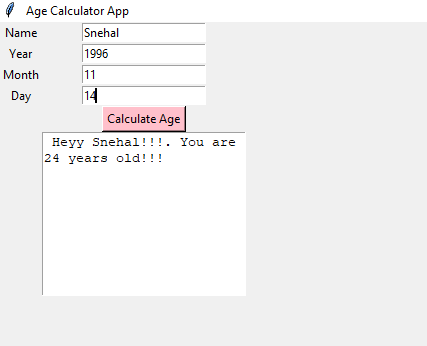 Age Calculator App
Name Snehal
Year 1996
Month 11
Day 14
Calculate Age
Heyy Snehal!!!. You are
24 years old!!!